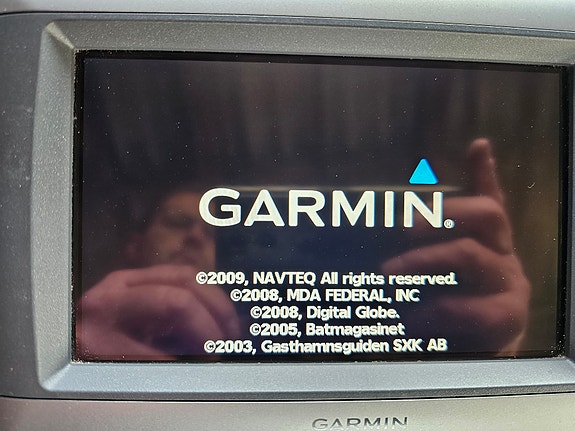 GARMIN®
©2009, NAVTEQ All rights reserved.
©2008, MDA FEDERAL, INC
©2008, Digital Globe.
©2005, Batmagasinet
©2003, Gasthamnsguiden SXK AB
GARMIN